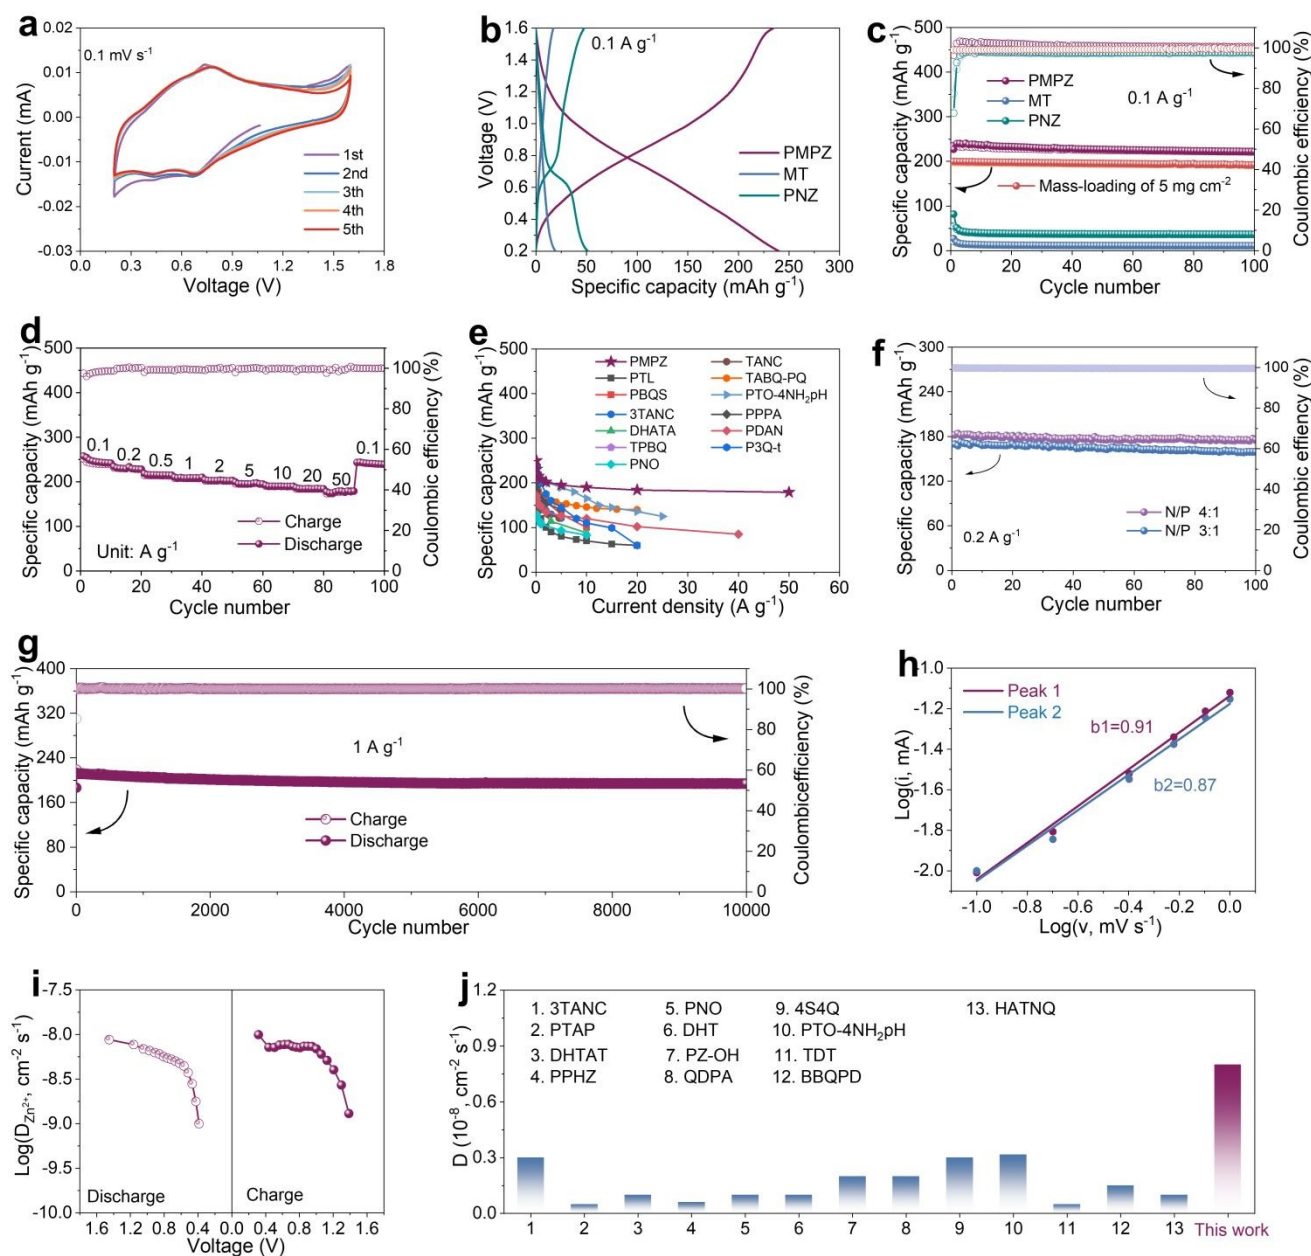 a
0.1 mV s⁻¹
Current (mA)
0.02
0.01
0.00
-0.01
-0.02
-0.03
1st
2nd
3th
4th
5th
0.0 0.3 0.6 0.9 1.2 1.5 1.8
Voltage (V)
b
0.1 A g⁻¹
Voltage (V)
1.6
1.4
1.2
1.0
0.8
0.6
0.4
0.2
PMPZ
MT
PNZ
0 50 100 150 200 250 300
Specific capacity (mAh g⁻¹)
c
Specific capacity (mAh g⁻¹)
500
400
300
200
100
0
PMPZ
MT
PNZ
0.1 A g⁻¹
Mass-loading of 5 mg cm⁻²
Coulombic efficiency (%)
100
80
60
40
20
0
0 20 40 60 80 100
Cycle number
d
Specific capacity (mAh g⁻¹)
500
400
300
200
100
0
0.1 0.2 0.5 1 2 5 10 20 50 0.1
Charge
Discharge
Unit: A g⁻¹
Coulombic efficiency (%)
100
80
60
40
20
0
0 20 40 60 80 100
Cycle number
e
Specific capacity (mAh g⁻¹)
500
400
300
200
100
0
PMPZ TANC
PTL TABQ-PQ
PBQS PTO-4NH₂pH
3TANC PPPA
DHATA PDAN
TPBQ P3Q-t
PNO
0 10 20 30 40 50 60
Current density (A g⁻¹)
f
Specific capacity (mAh g⁻¹)
300
270
240
210
180
150
120
90
60
30
0
N/P 4:1
N/P 3:1
0.2 A g⁻¹
Coulombic efficiency (%)
100
80
60
40
20
0
0 20 40 60 80 100
Cycle number
g
Specific capacity (mAh g⁻¹)
400
360
240
160
80
0
1 A g⁻¹
Charge
Discharge
Coulombicefficiency (%)
100
80
60
40
20
0
0 2000 4000 6000 8000 10000
Cycle number
h
Log(i, mA)
-1.0
-1.2
-1.4
-1.6
-1.8
-2.0
Peak 1
Peak 2
b1=0.91
b2=0.87
-1.0 -0.8 -0.6 -0.4 -0.2 0.0
Log(v, mV s⁻¹)
i
Log(D_Zn²⁺, cm⁻² s⁻¹)
-7.5
-8.0
-8.5
-9.0
-9.5
-10.0
Discharge
Charge
1.6 1.2 0.8 0.4 0.0 0.4 0.8 1.2 1.6
Voltage (V)
j
D (10⁻⁸, cm⁻² s⁻¹)
1.2
0.9
0.6
0.3
0.0
1. 3TANC 5. PNO 9. 4S4Q 13. HATNQ
2. PTAP 6. DHT 10. PTO-4NH₂pH
3. DHTAT 7. PZ-OH 11. TDT
4. PPHZ 8. QDPA 12. BBQPD
1 2 3 4 5 6 7 8 9 10 11 12 13 This work